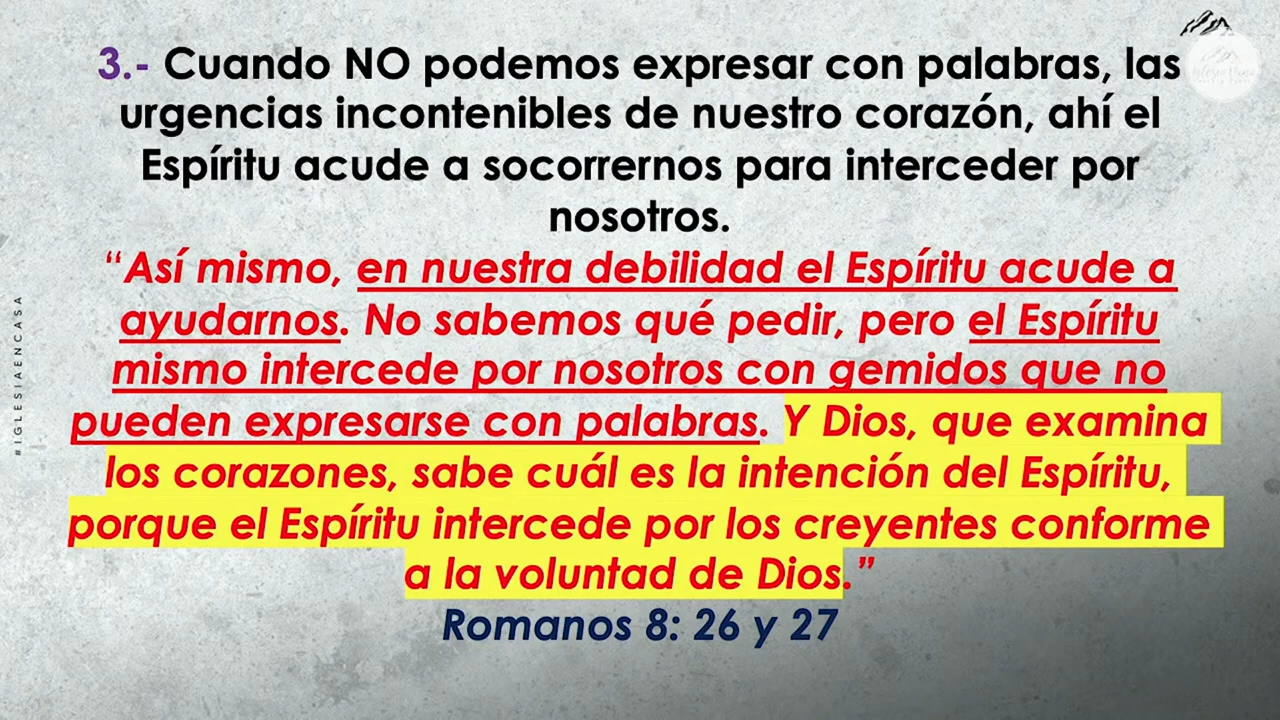 3.- Cuando NO podemos expresar con palabras, las
urgencias incontenibles de nuestro corazón, ahí el
Espíritu acude a socorrernos para interceder por
nosotros.
“Así mismo, en nuestra debilidad el Espíritu acude a
ayudarnos. No sabemos qué pedir, pero el Espíritu
mismo intercede por nosotros con gemidos que no
pueden expresarse con palabras. Y Dios, que examina
los corazones, sabe cuál es la intención del Espíritu,
porque el Espíritu intercede por los creyentes conforme
a la voluntad de Dios.”
Romanos 8: 26 y 27
#IGLESIAENCASA